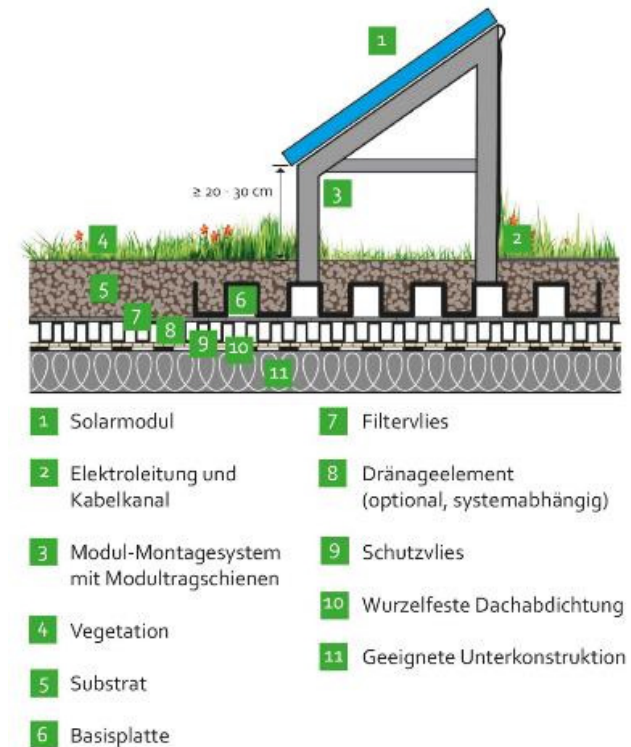 1
≥ 20 - 30 cm
3
4
2
5
6
7
8
9
10
11
1 Solarmodul
2 Elektroleitung und
Kabelkanal
3 Modul-Montagesystem
mit Modultragschienen
4 Vegetation
5 Substrat
6 Basisplatte
7 Filtervlies
8 Dränageelement
(optional, systemabhängig)
9 Schutzvlies
10 Wurzelfeste Dachabdichtung
11 Geeignete Unterkonstruktion